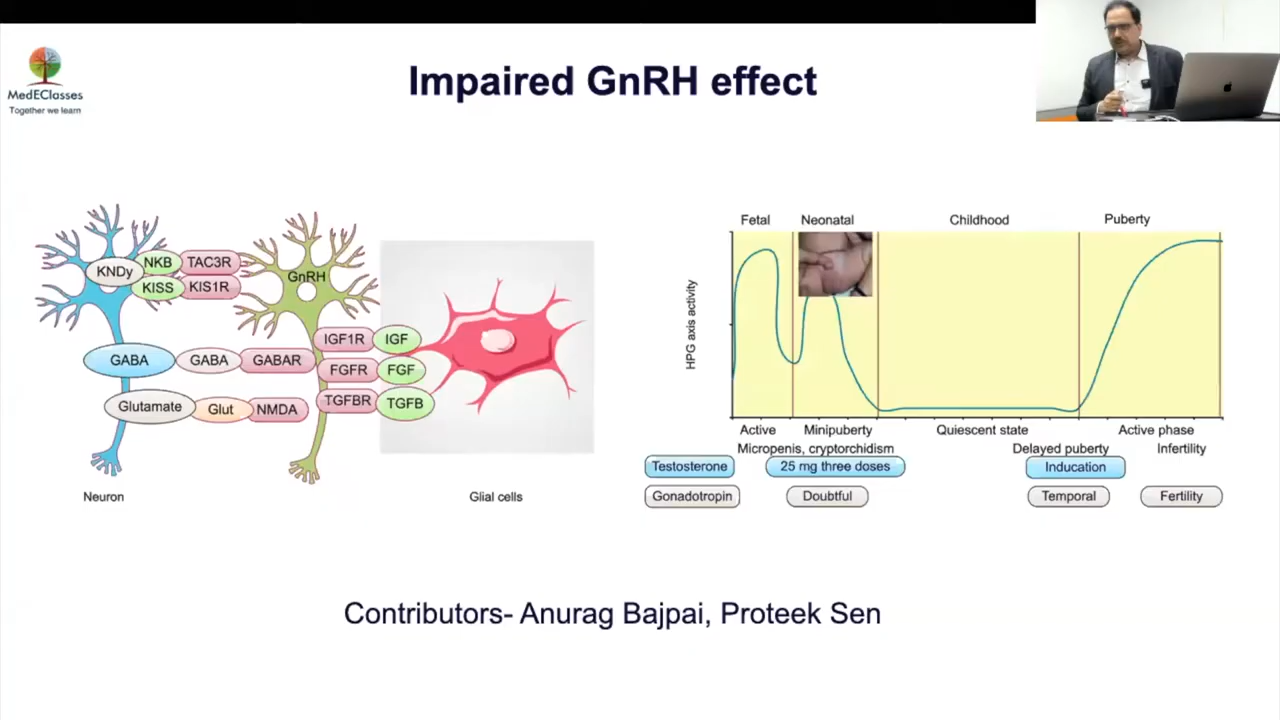 MedEClasses
Together we learn
Impaired GnRH effect
KNDy
NKB
TAC3R
KISS
KIS1R
GnRH
GABA
GABA
GABAR
Glutamate
Glut
NMDA
IGF1R
IGF
FGFR
FGF
TGFBR
TGFB
Neuron
Glial cells
Fetal
Neonatal
Childhood
Puberty
HPG axis activity
Active
Minipuberty
Quiescent state
Active phase
Micropenis, cryptorchidism
Delayed puberty
Infertility
Testosterone
25 mg three doses
Inducation
Gonadotropin
Doubtful
Temporal
Fertility
Contributors- Anurag Bajpai, Proteek Sen